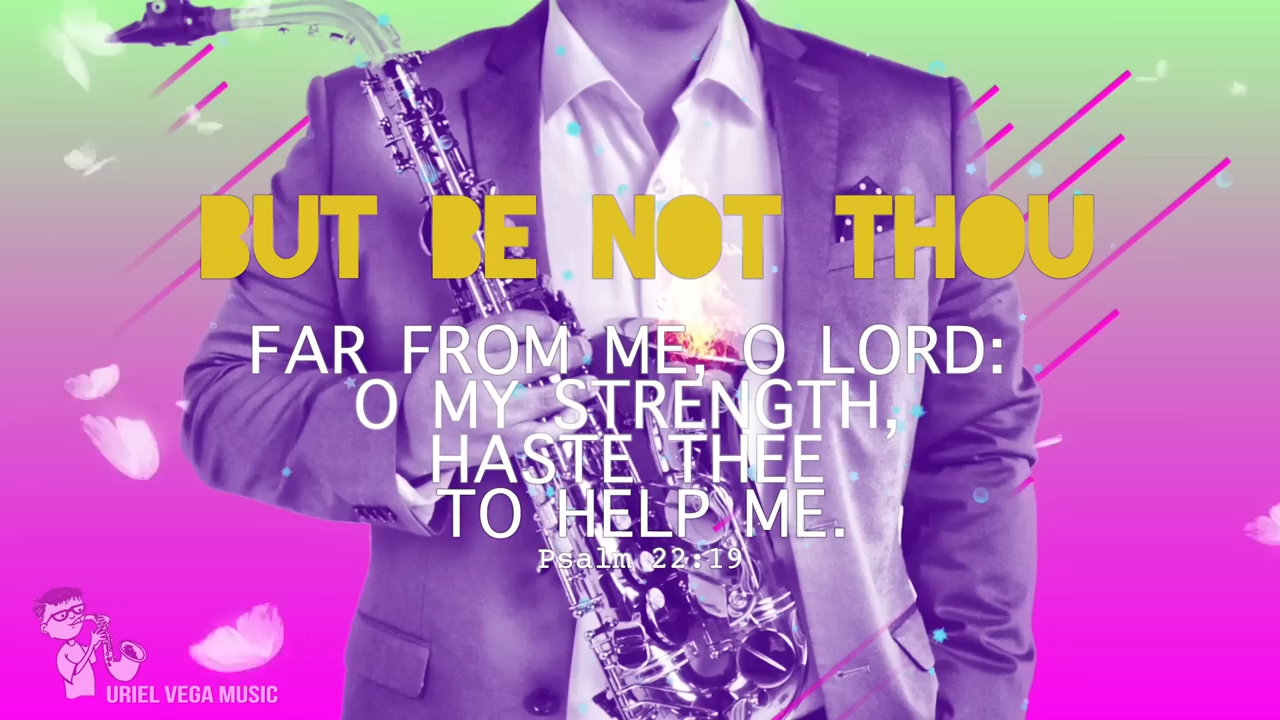 BUT BE NOT THOU
FAR FROM ME, O LORD:
O MY STRENGTH,
HASTE THEE
TO HELP ME.
Psalm 22:19
URIEL VEGA MUSIC